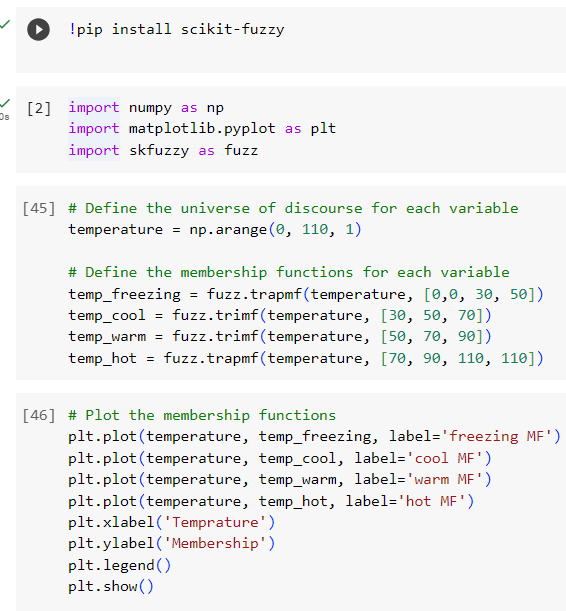 !pip install scikit-fuzzy
0s
[2] import numpy as np
import matplotlib.pyplot as plt
import skfuzzy as fuzz
[45] # Define the universe of discourse for each variable
temperature = np.arange(0, 110, 1)
# Define the membership functions for each variable
temp_freezing = fuzz.trapmf(temperature, [0,0, 30, 50])
temp_cool = fuzz.trimf(temperature, [30, 50, 70])
temp_warm = fuzz.trimf(temperature, [50, 70, 90])
temp_hot = fuzz.trapmf(temperature, [70, 90, 110, 110])
[46] # Plot the membership functions
plt.plot(temperature, temp_freezing, label='freezing MF')
plt.plot(temperature, temp_cool, label='cool MF')
plt.plot(temperature, temp_warm, label='warm MF')
plt.plot(temperature, temp_hot, label='hot MF')
plt.xlabel('Temprature')
plt.ylabel('Membership')
plt.legend()
plt.show()